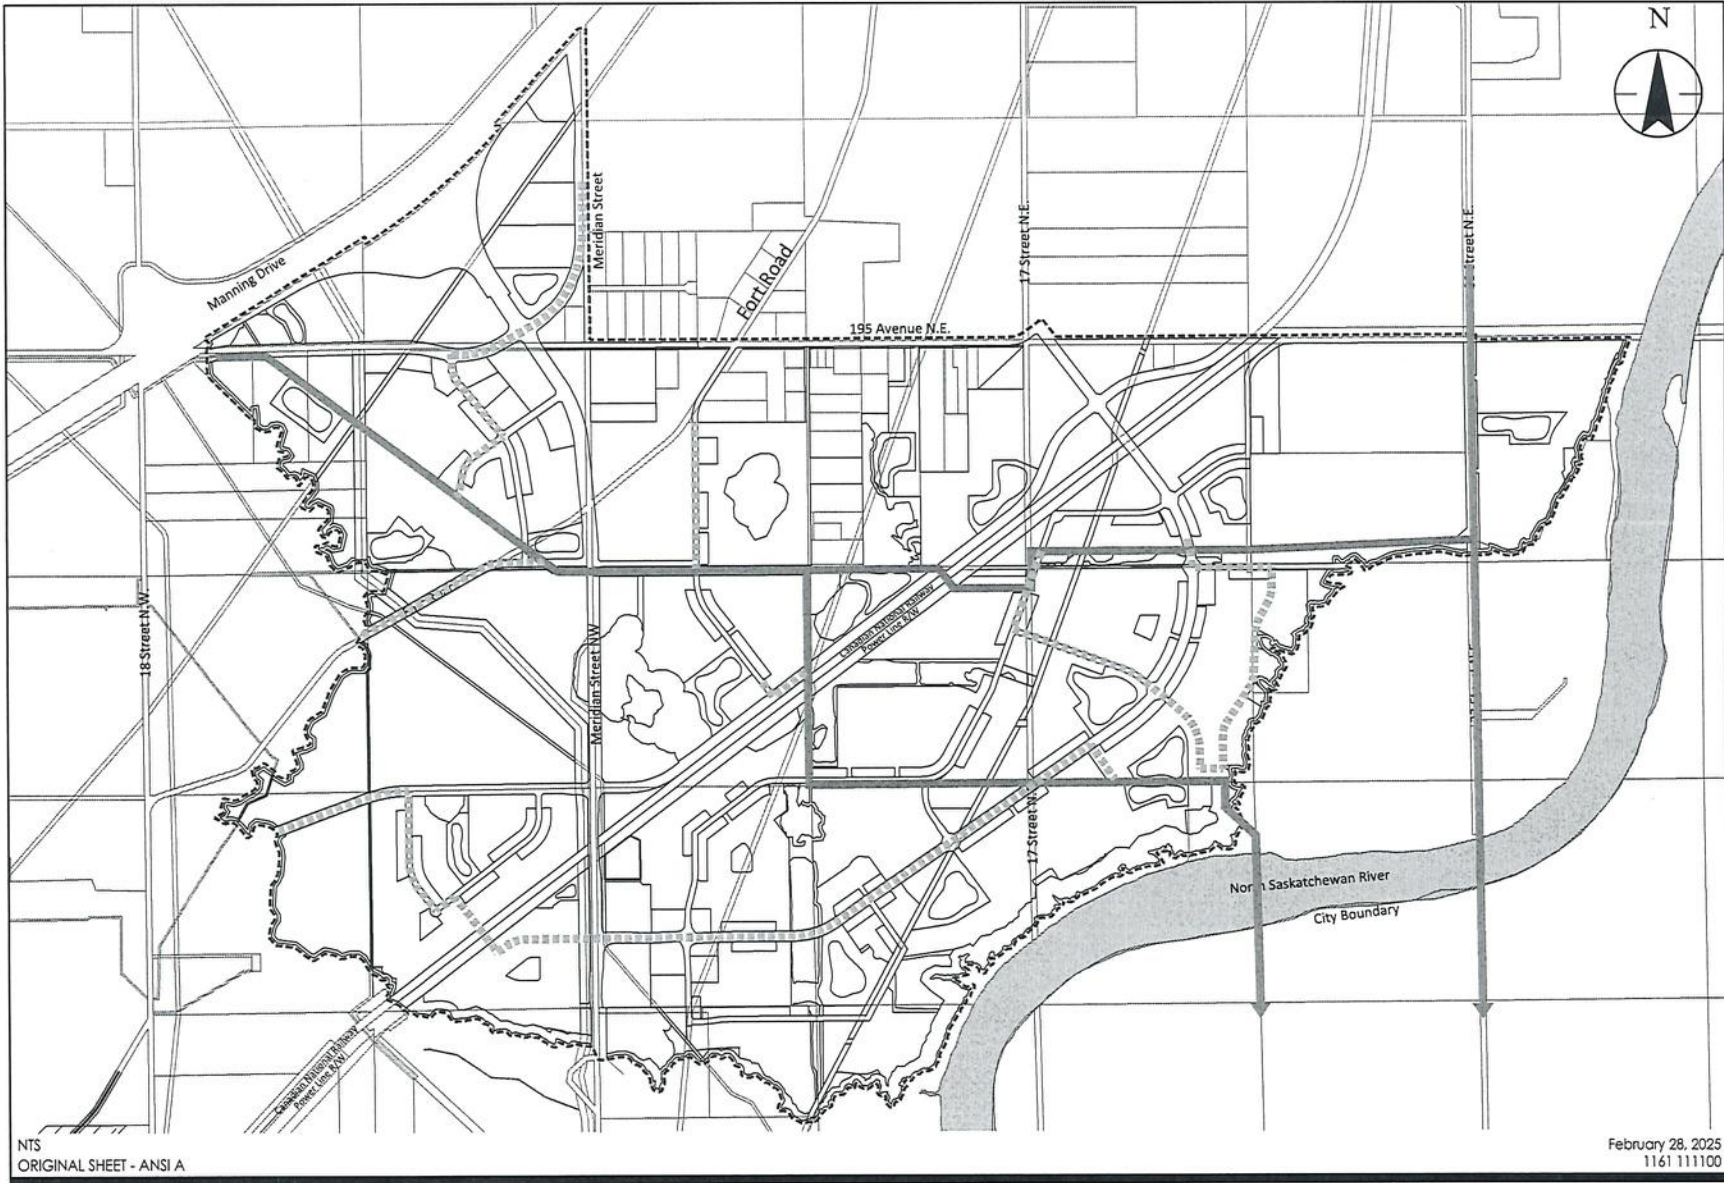 N
Meridian Street
Fort Road
17 Street N.E.
Street N.E.
Manning Drive
195 Avenue N.E.
18 Street N.W.
Meridian Street NW
Canadian National Railway
Power Line R/W
17 Street N
North Saskatchewan River
City Boundary
Canadian National Railway
Power Line R/W
NTS
ORIGINAL SHEET - ANSI A
February 28, 2025
1161 111100